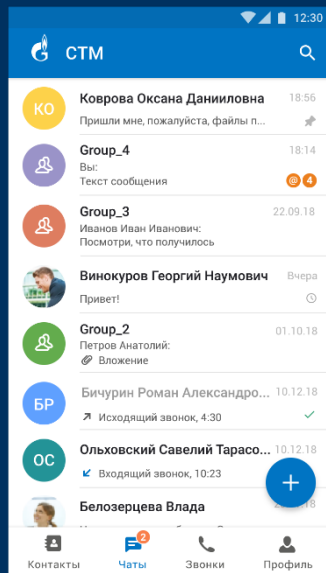 12:30
СТМ
КО
Коврова Оксана Данииловна 18:56
Пришли мне, пожалуйста, файлы п...
Group_4 18:14
Вы:
Текст сообщения @ 4
Group_3 22.09.18
Иванов Иван Иванович:
Посмотри, что получилось
Винокуров Георгий Наумович Вчера
Привет!
Group_2 01.10.18
Петров Анатолий:
Вложение
БР
Бичурин Роман Александро... 10.12.18
Исходящий звонок, 4:30
ОС
Ольховский Савелий Тарасо... 10.12.18
Входящий звонок, 10:23
Белозерцева Влада
2
Контакты Чаты Звонки Профиль